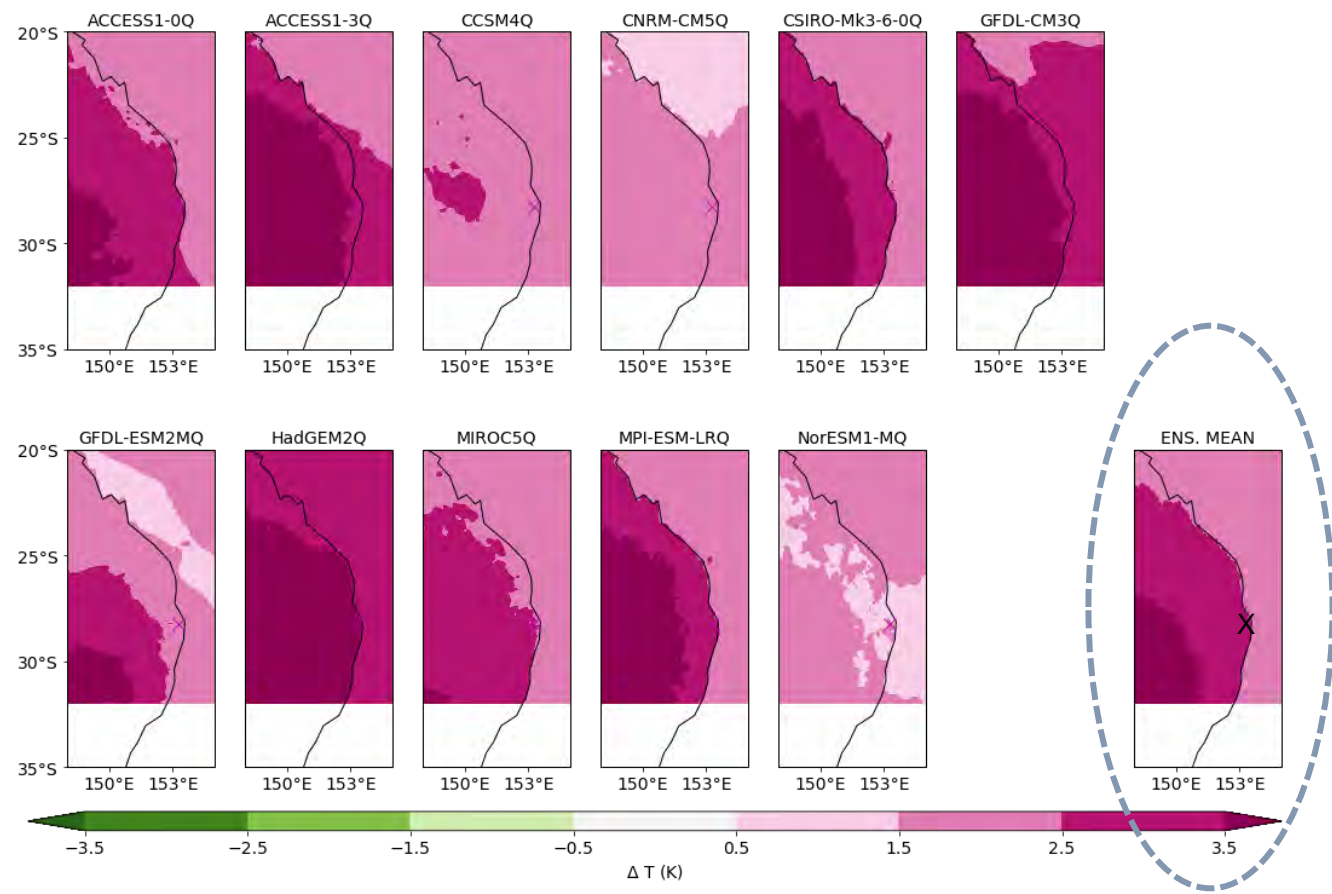 ACCESS1-0Q ACCESS1-3Q CCSM4Q CNRM-CM5Q CSIRO-Mk3-6-0Q GFDL-CM3Q
20°S
25°S
30°S
35°S
150°E 153°E 150°E 153°E 150°E 153°E 150°E 153°E 150°E 153°E 150°E 153°E
GFDL-ESM2MQ HadGEM2Q MIROC5Q MPI-ESM-LRQ NorESM1-MQ ENS. MEAN
20°S
25°S
X
30°S
35°S
150°E 153°E 150°E 153°E 150°E 153°E 150°E 153°E 150°E 153°E 150°E 153°E
−3.5 −2.5 −1.5 −0.5 0.5 1.5 2.5 3.5
Δ T (K)